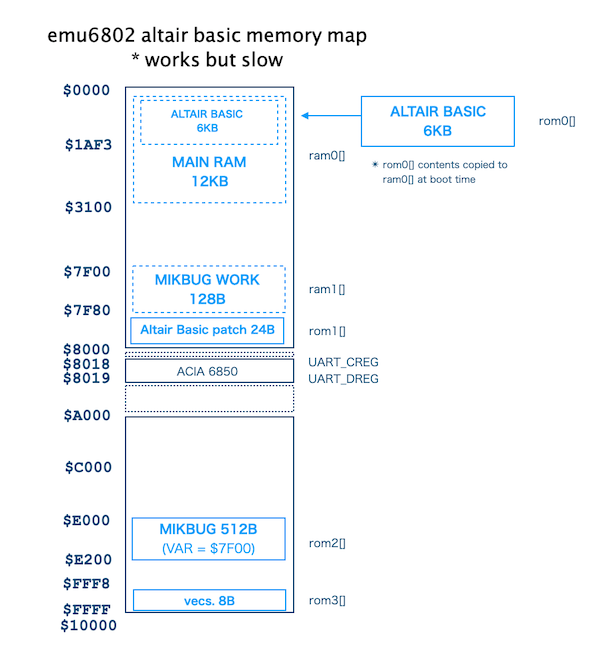 emu6802 altair basic memory map
* works but slow
$0000
ALTAIR BASIC
6KB
ALTAIR BASIC
6KB
rom0[]
$1AF3
MAIN RAM
12KB
ram0[]
✴ rom0[] contents copied to
ram0[] at boot time
$3100
$7F00
MIKBUG WORK
128B
ram1[]
$7F80
Altair Basic patch 24B
rom1[]
$8000
$8018
UART_CREG
ACIA 6850
$8019
UART_DREG
$A000
$C000
$E000
MIKBUG 512B
(VAR = $7F00)
rom2[]
$E200
$FFF8
vecs. 8B
rom3[]
$FFFF
$10000